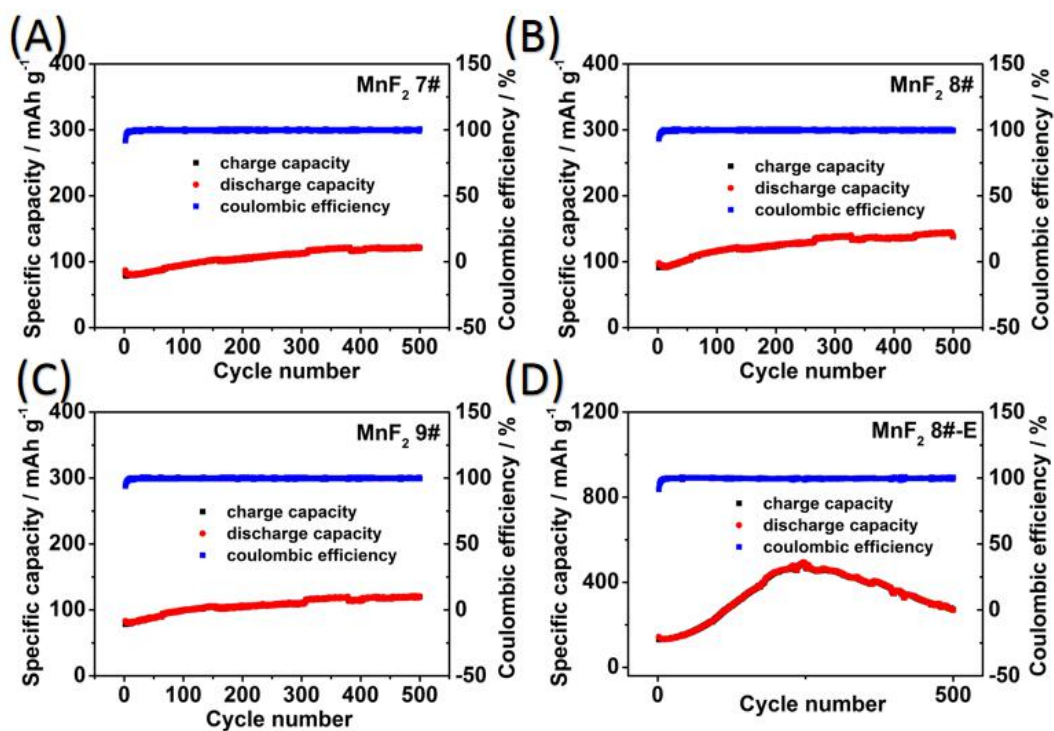 (A)
400
300
200
100
0
150
100
50
0
-50
Specific capacity / mAh g⁻¹
Coulombic efficiency / %
MnF₂ 7#
charge capacity
discharge capacity
coulombic efficiency
0 100 200 300 400 500
Cycle number
(B)
400
300
200
100
0
150
100
50
0
-50
Specific capacity / mAh g⁻¹
Coulombic efficiency / %
MnF₂ 8#
charge capacity
discharge capacity
coulombic efficiency
0 100 200 300 400 500
Cycle number
(C)
400
300
200
100
0
150
100
50
0
-50
Specific capacity / mAh g⁻¹
Coulombic efficiency / %
MnF₂ 9#
charge capacity
discharge capacity
coulombic efficiency
0 100 200 300 400 500
Cycle number
(D)
1200
800
400
0
150
100
50
0
-50
Specific capacity / mAh g⁻¹
Coulombic efficiency / %
MnF₂ 8#-E
charge capacity
discharge capacity
coulombic efficiency
0 500
Cycle number